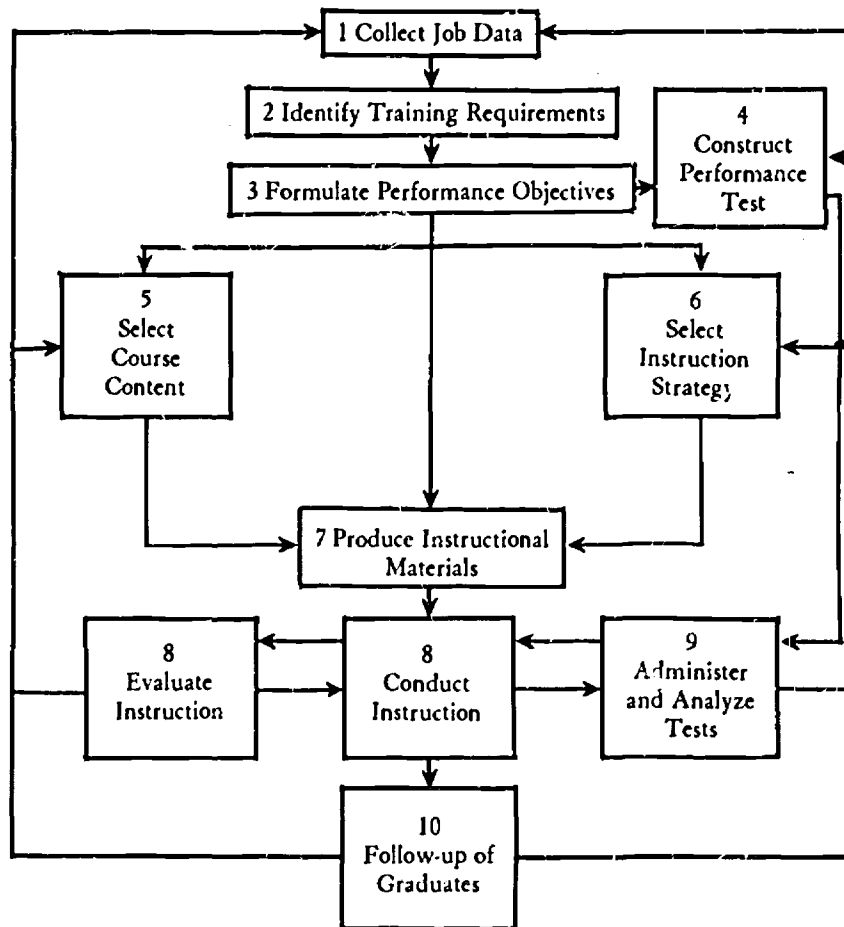 1 Collect Job Data
2 Identify Training Requirements
3 Formulate Performance Objectives
4
Construct
Performance
Test
5
Select
Course
Content
6
Select
Instruction
Strategy
7 Produce Instructional
Materials
8
Evaluate
Instruction
8
Conduct
Instruction
9
Administer
and Analyze
Tests
10
Follow-up of
Graduates